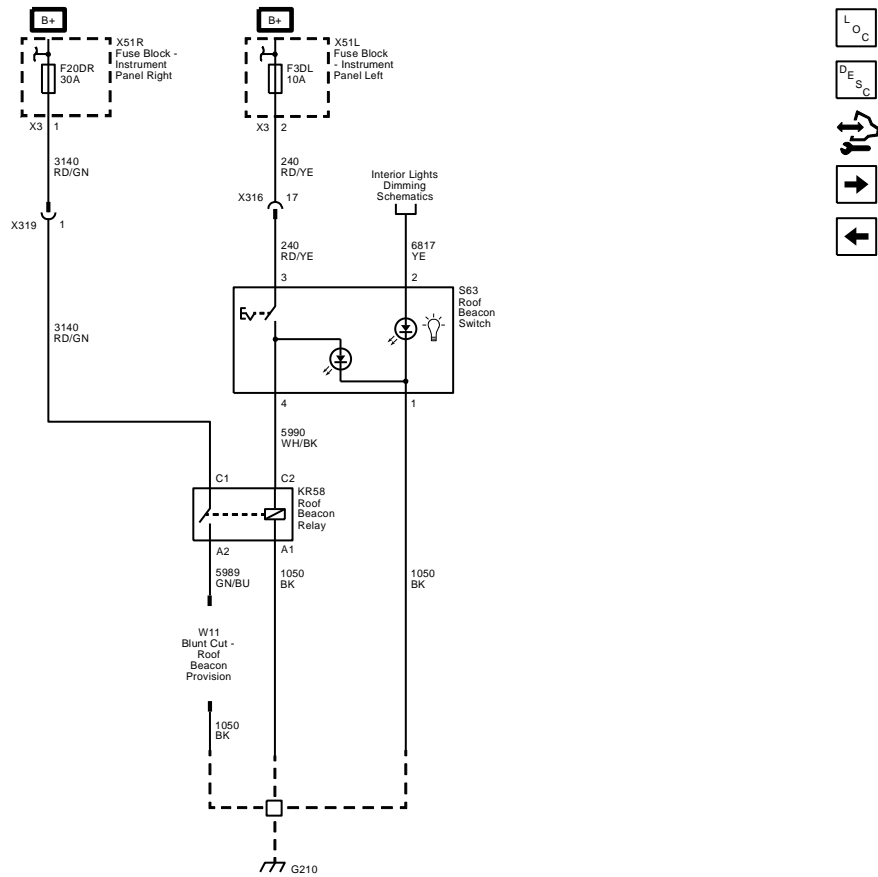 B+
B+
X51R
Fuse Block -
Instrument
Panel Right
F20DR
30A
X51L
Fuse Block
- Instrument
Panel Left
F3DL
10A
L
O
C
D
E
S
C
X3 1
X3 2
3140
RD/GN
240
RD/YE
Interior Lights
Dimming
Schematics
X316 17
X319 1
240
RD/YE
6817
YE
3
2
S63
Roof
Beacon
Switch
3140
RD/GN
4
1
5990
WH/BK
C1
C2
KR58
Roof
Beacon
Relay
A2
A1
5989
GN/BU
1050
BK
1050
BK
W11
Blunt Cut -
Roof
Beacon
Provision
1050
BK
G210